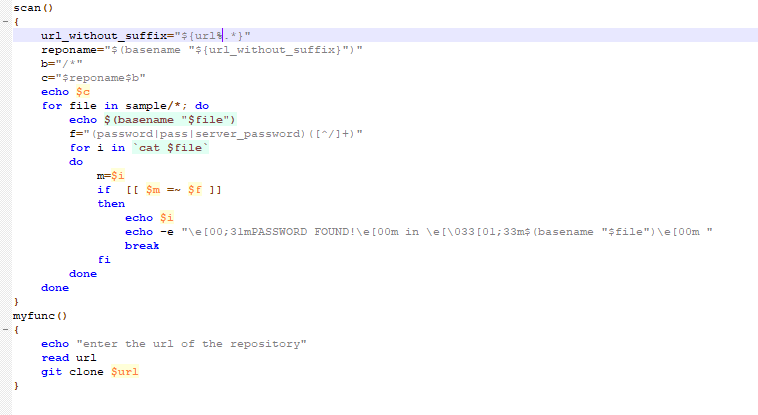 scan()
{
    url_without_suffix="${url%.*}"
    reponame="$(basename "${url_without_suffix}")"
    b="/*"
    c="$reponame$b"
    echo $c
    for file in sample/*; do
        echo $(basename "$file")
        f="(password|pass|server_password)([^/]+)"
        for i in `cat $file`
        do
            m=$i
            if  [[ $m =~ $f ]]
            then
                echo $i
                echo -e "\e[00;31mPASSWORD FOUND!\e[00m in \e[\033[01;33m$(basename "$file")\e[00m "
                break
            fi
        done
    done
}
myfunc()
{
    echo "enter the url of the repository"
    read url
    git clone $url
}